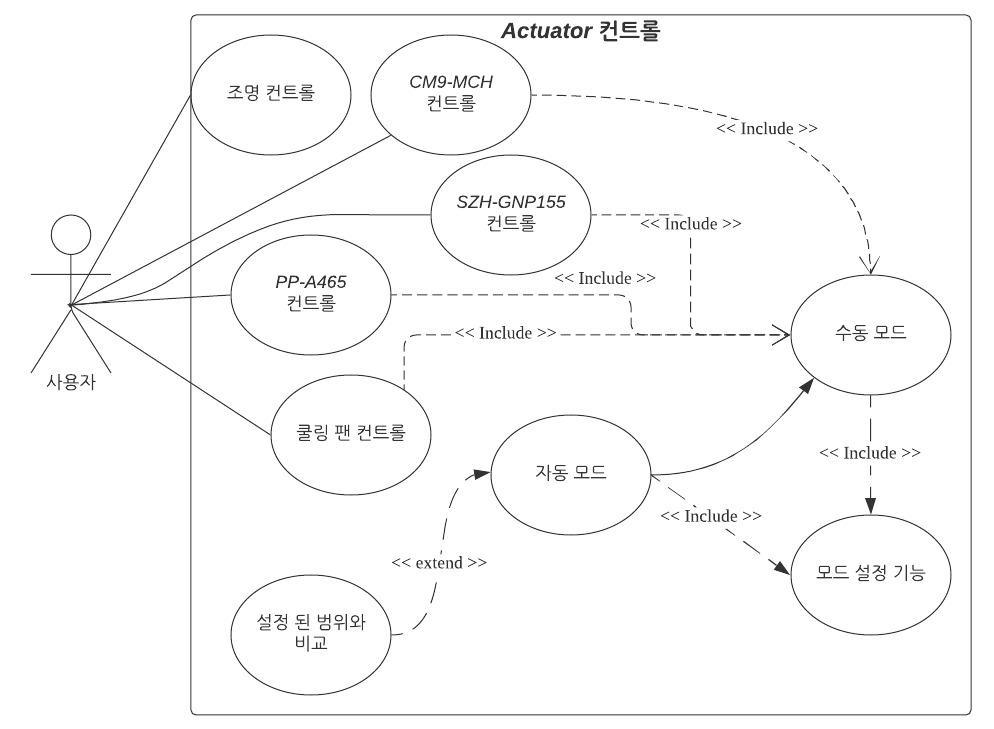 Actuator 컨트롤
조명 컨트롤
CM9-MCH
컨트롤
<< Include >>
SZH-GNP155
컨트롤
<< Include >>
PP-A465
컨트롤
<< Include >>
<< Include >>
수동 모드
사용자
쿨링 팬 컨트롤
자동 모드
<< Include >>
<< Include >>
<< extend >>
모드 설정 기능
설정 된 범위와
비교